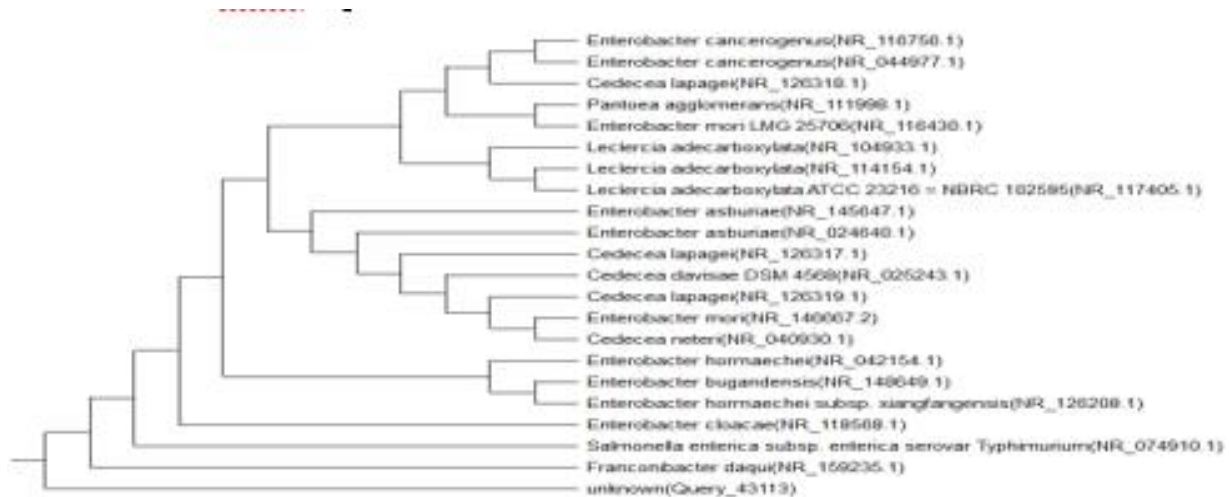 Enterobacter cancerogenus(NR_116756.1)
Enterobacter cancerogenus(NR_044977.1)
Cedecea lapagei(NR_126318.1)
Pantoea agglomerans(NR_111998.1)
Enterobacter mori LMG 25706(NR_116430.1)
Leclercia adecarboxylata(NR_104933.1)
Leclercia adecarboxylata(NR_114154.1)
Leclercia adecarboxylata ATCC 23216 = NBRC 102595(NR_117405.1)
Enterobacter asburiae(NR_145647.1)
Enterobacter asburiae(NR_024640.1)
Cedecea lapagei(NR_126317.1)
Cedecea davisae DSM 4568(NR_025243.1)
Cedecea lapagei(NR_126319.1)
Enterobacter mori(NR_146667.2)
Cedecea neteri(NR_040930.1)
Enterobacter hormaechei(NR_042154.1)
Enterobacter bugandensis(NR_148649.1)
Enterobacter hormaechei subsp. xiangfangensis(NR_126208.1)
Enterobacter cloacae(NR_118568.1)
Salmonella enterica subsp. enterica serovar Typhimurium(NR_074910.1)
Franconibacter daqui(NR_159235.1)
unknown(Query_43113)